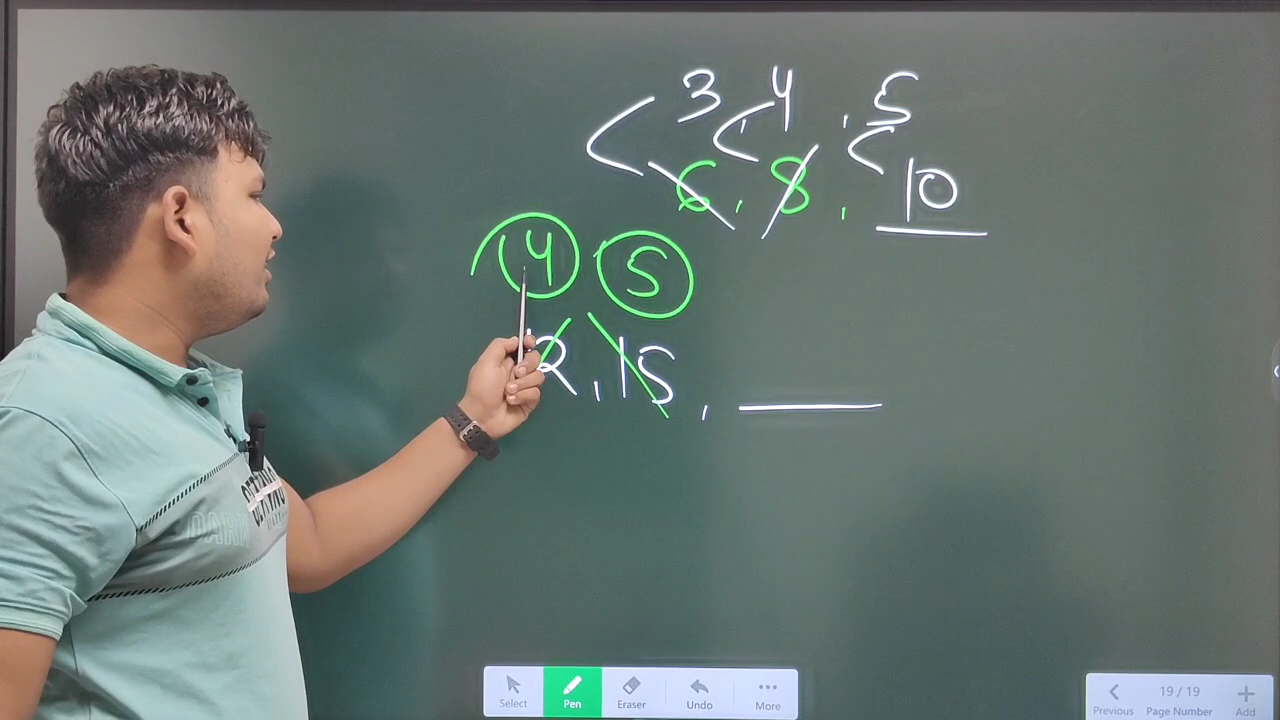 3, 4, 5
6, 8, 10
4 5
2, 15,
Select Pen Eraser Undo More
19 / 19
Previous Page Number Add